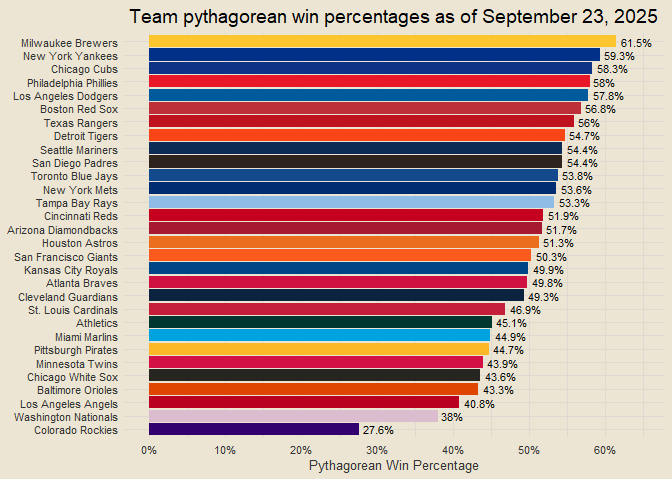 Team pythagorean win percentages as of September 23, 2025
Milwaukee Brewers 61.5%
New York Yankees 59.3%
Chicago Cubs 58.3%
Philadelphia Phillies 58%
Los Angeles Dodgers 57.8%
Boston Red Sox 56.8%
Texas Rangers 56%
Detroit Tigers 54.7%
Seattle Mariners 54.4%
San Diego Padres 54.4%
Toronto Blue Jays 53.8%
New York Mets 53.6%
Tampa Bay Rays 53.3%
Cincinnati Reds 51.9%
Arizona Diamondbacks 51.7%
Houston Astros 51.3%
San Francisco Giants 50.3%
Kansas City Royals 49.9%
Atlanta Braves 49.8%
Cleveland Guardians 49.3%
St. Louis Cardinals 46.9%
Athletics 45.1%
Miami Marlins 44.9%
Pittsburgh Pirates 44.7%
Minnesota Twins 43.9%
Chicago White Sox 43.6%
Baltimore Orioles 43.3%
Los Angeles Angels 40.8%
Washington Nationals 38%
Colorado Rockies 27.6%
0% 10% 20% 30% 40% 50% 60%
Pythagorean Win Percentage